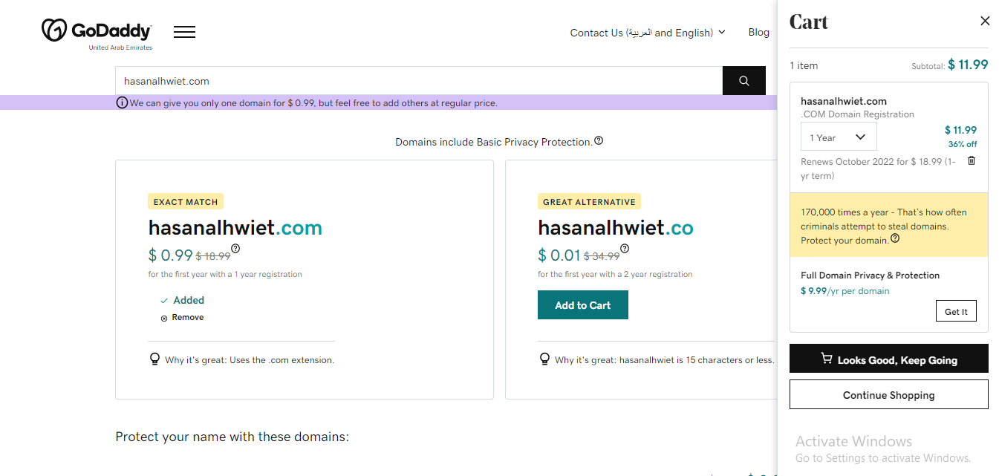 GoDaddy
United Arab Emirates
Contact Us (العربية and English)
Blog
hasanalhwiet.com
We can give you only one domain for $ 0.99, but feel free to add others at regular price.
Domains include Basic Privacy Protection.
EXACT MATCH
hasanalhwiet.com
$ 0.99 $ 18.99
for the first year with a 1 year registration
Added
Remove
Why it's great: Uses the .com extension.
GREAT ALTERNATIVE
hasanalhwiet.co
$ 0.01 $ 34.99
for the first year with a 2 year registration
Add to Cart
Why it's great: hasanalhwiet is 15 characters or less.
Protect your name with these domains:
Cart
1 item
Subtotal: $ 11.99
hasanalhwiet.com
.COM Domain Registration
1 Year
$ 11.99
36% off
Renews October 2022 for $ 18.99 (1-
yr term)
170,000 times a year - That's how often
criminals attempt to steal domains.
Protect your domain.
Full Domain Privacy & Protection
$ 9.99/yr per domain
Get It
Looks Good, Keep Going
Continue Shopping
Activate Windows
Go to Settings to activate Windows.